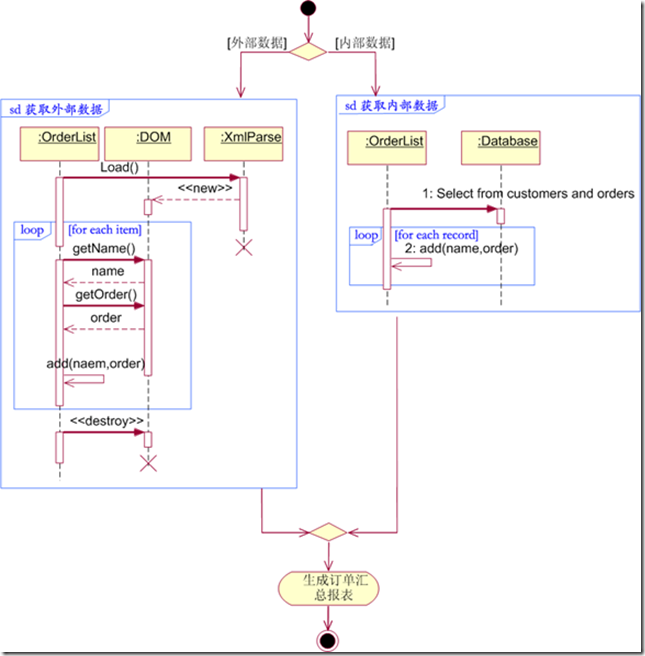 [外部数据]
[内部数据]
sd 获取外部数据
:OrderList
:DOM
:XmlParse
Load()
<<new>>
loop
[for each item]
getName()
name
getOrder()
order
add(naem,order)
<<destroy>>
sd 获取内部数据
:OrderList
:Database
1: Select from customers and orders
loop
[for each record]
2: add(name,order)
生成订单汇
总报表